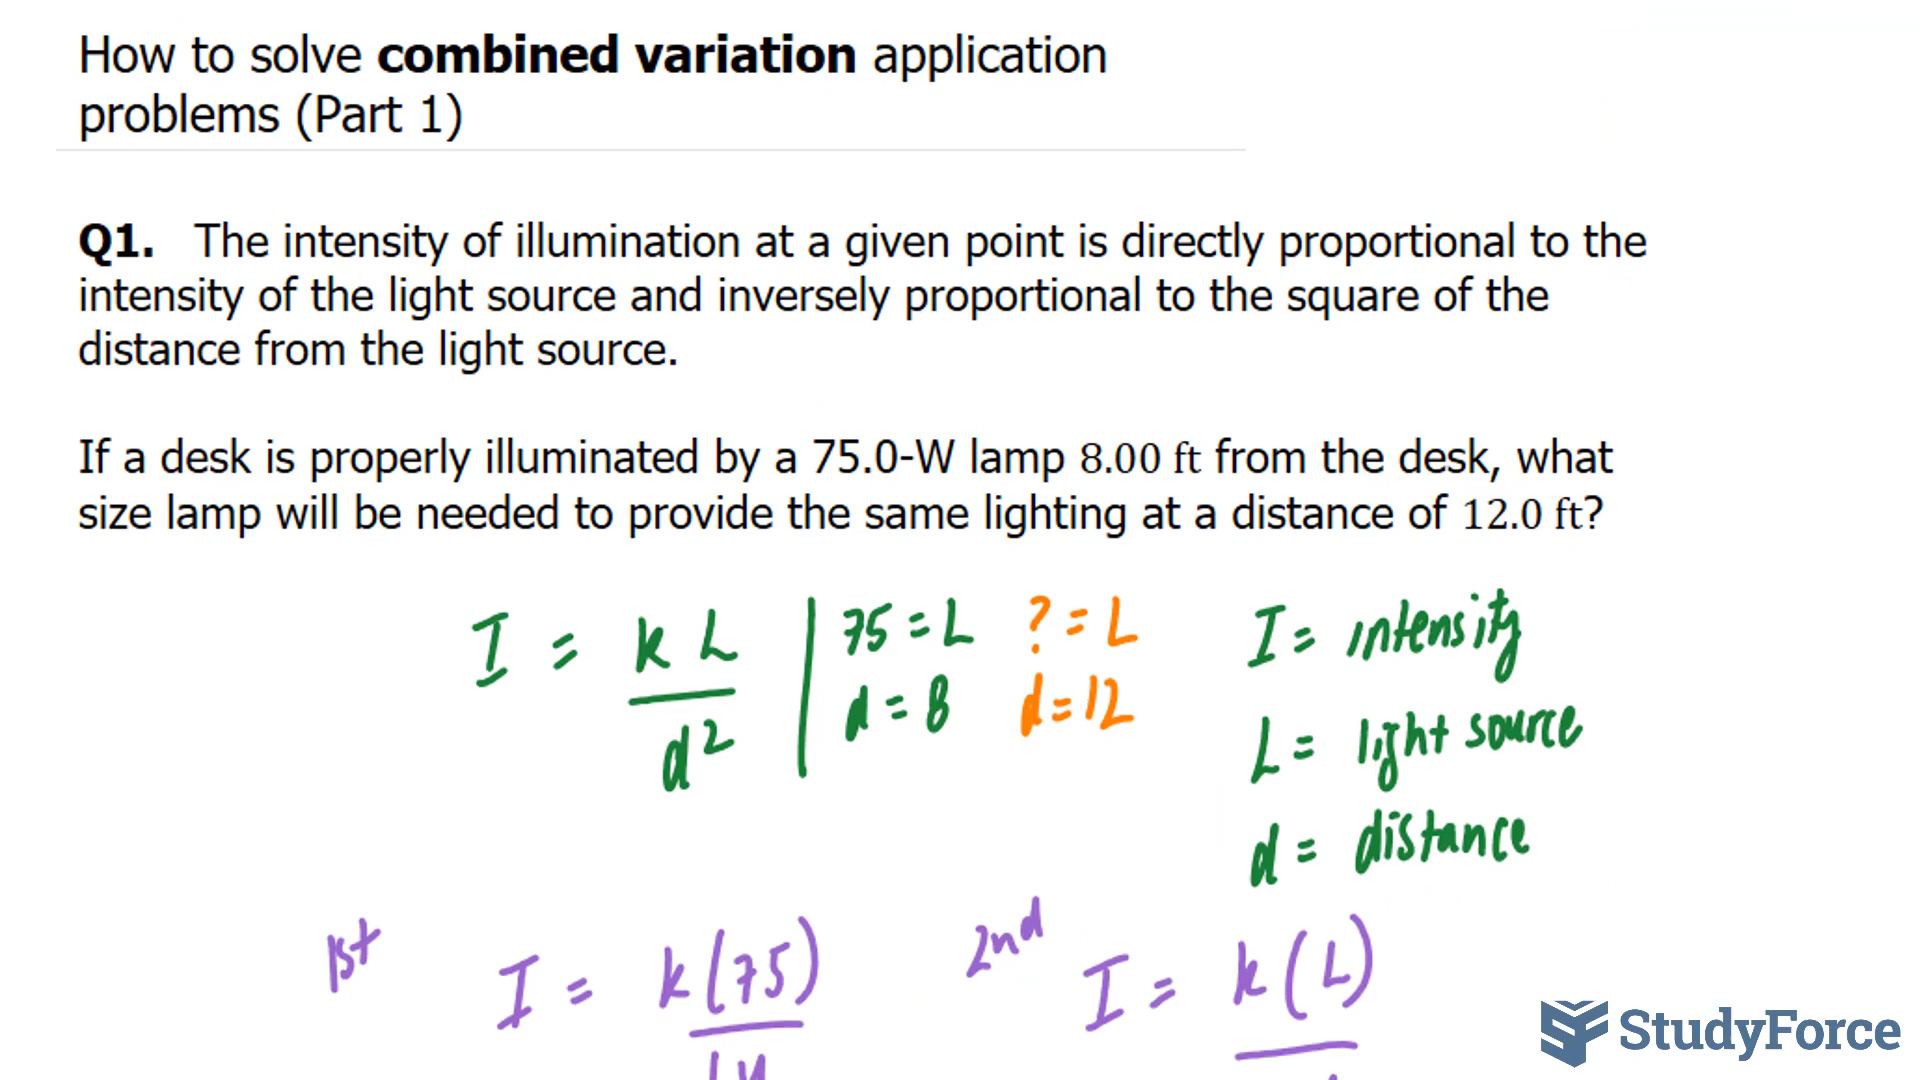 How to solve combined variation application
problems (Part 1)
Q1. The intensity of illumination at a given point is directly proportional to the
intensity of the light source and inversely proportional to the square of the
distance from the light source.
If a desk is properly illuminated by a 75.0-W lamp 8.00 ft from the desk, what
size lamp will be needed to provide the same lighting at a distance of 12.0 ft?
I = kL / d² | 75 = L ? = L I = intensity
d = 8 d = 12
L = light source
d = distance
1st I = k(75) 2nd I = k(L)
StudyForce